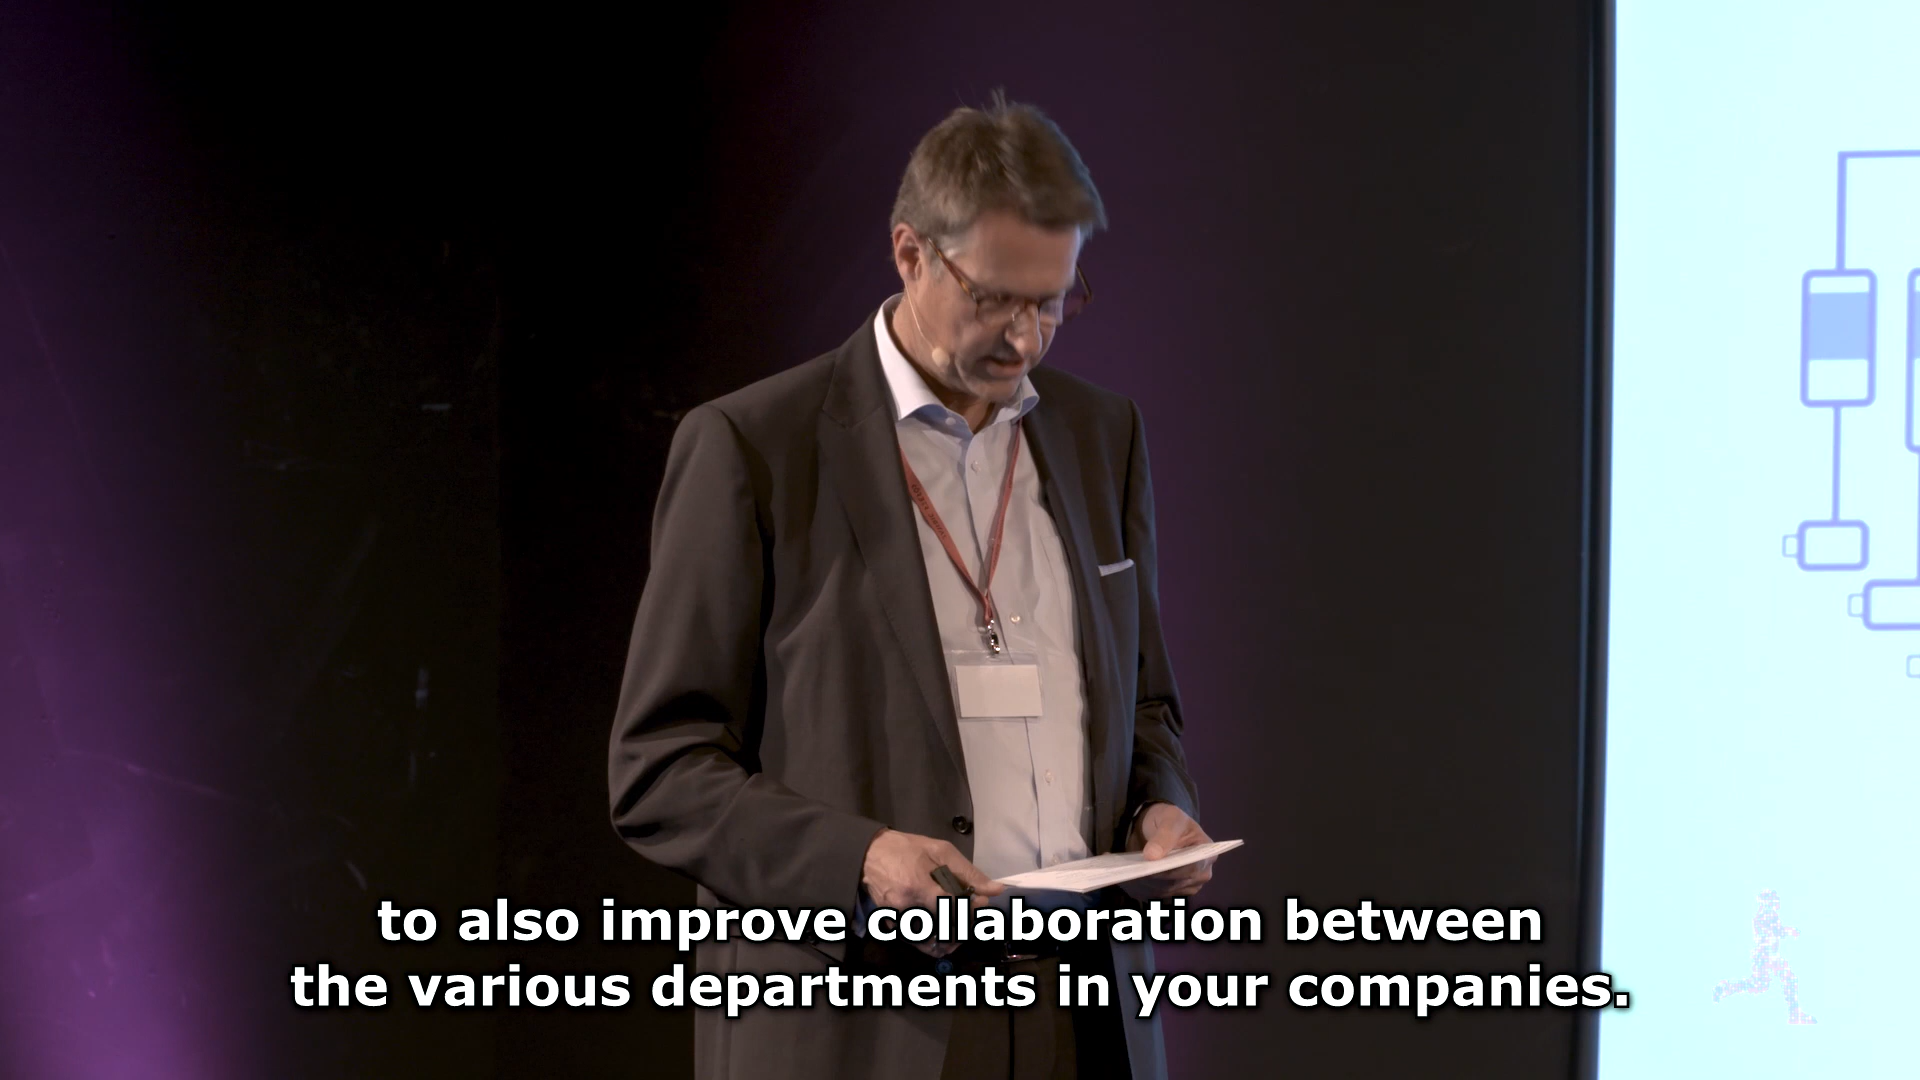 to also improve collaboration between
the various departments in your companies.